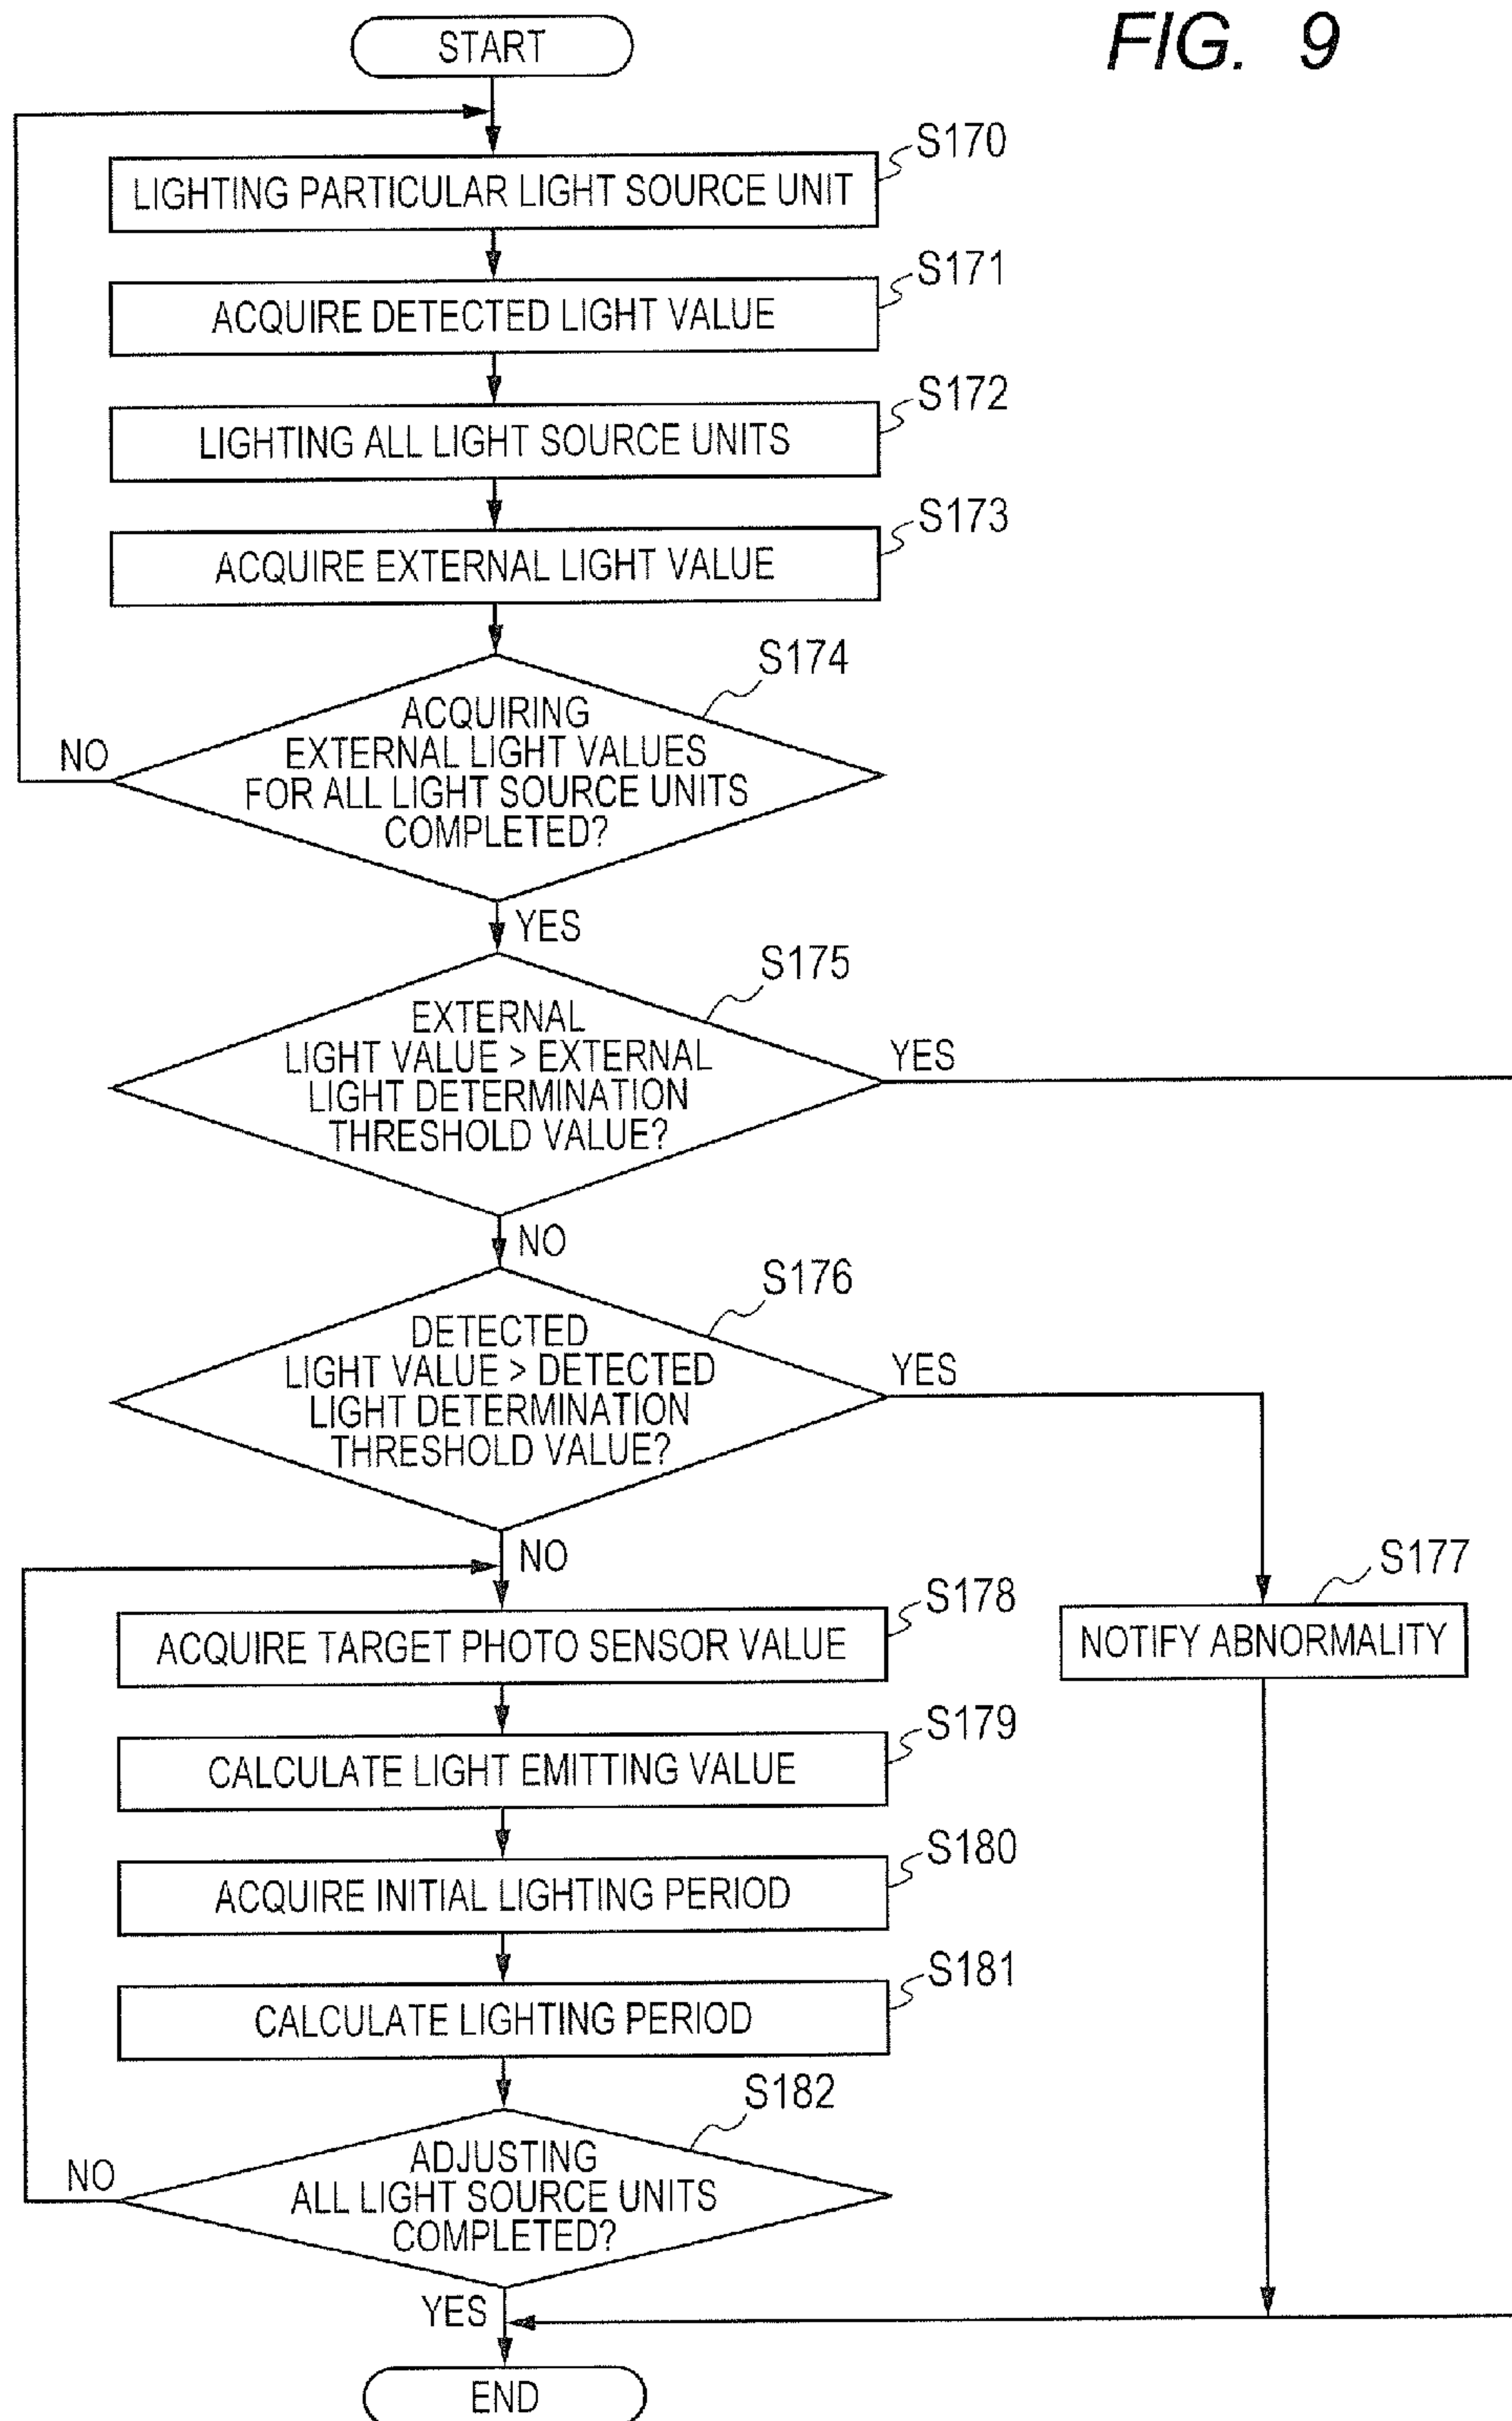 FIG. 9
START
S170
LIGHTING PARTICULAR LIGHT SOURCE UNIT
S171
ACQUIRE DETECTED LIGHT VALUE
S172
LIGHTING ALL LIGHT SOURCE UNITS
S173
ACQUIRE EXTERNAL LIGHT VALUE
S174
ACQUIRING
EXTERNAL LIGHT VALUES
FOR ALL LIGHT SOURCE UNITS
COMPLETED?
NO
YES
S175
EXTERNAL
LIGHT VALUE > EXTERNAL
LIGHT DETERMINATION
THRESHOLD VALUE?
YES
NO
S176
DETECTED
LIGHT VALUE > DETECTED
LIGHT DETERMINATION
THRESHOLD VALUE?
YES
NO
S177
NOTIFY ABNORMALITY
S178
ACQUIRE TARGET PHOTO SENSOR VALUE
S179
CALCULATE LIGHT EMITTING VALUE
S180
ACQUIRE INITIAL LIGHTING PERIOD
S181
CALCULATE LIGHTING PERIOD
S182
ADJUSTING
ALL LIGHT SOURCE UNITS
COMPLETED?
NO
YES
END